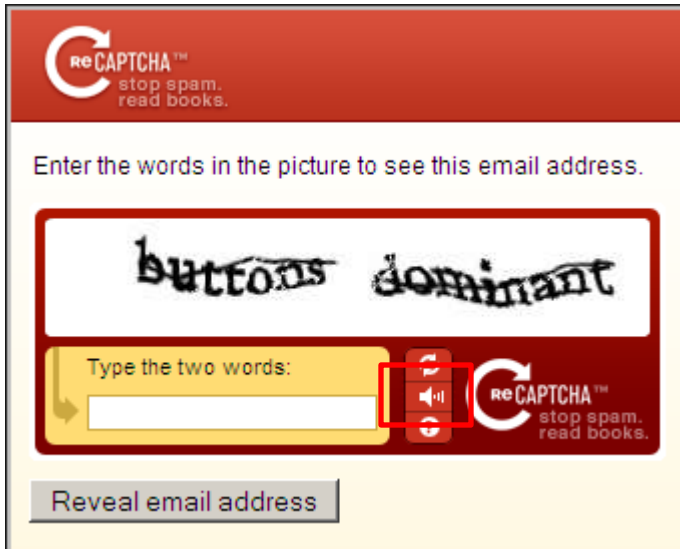 ReCAPTCHA™
stop spam.
read books.
Enter the words in the picture to see this email address.
buttons dominant
Type the two words:
ReCAPTCHA™
stop spam.
read books.
Reveal email address